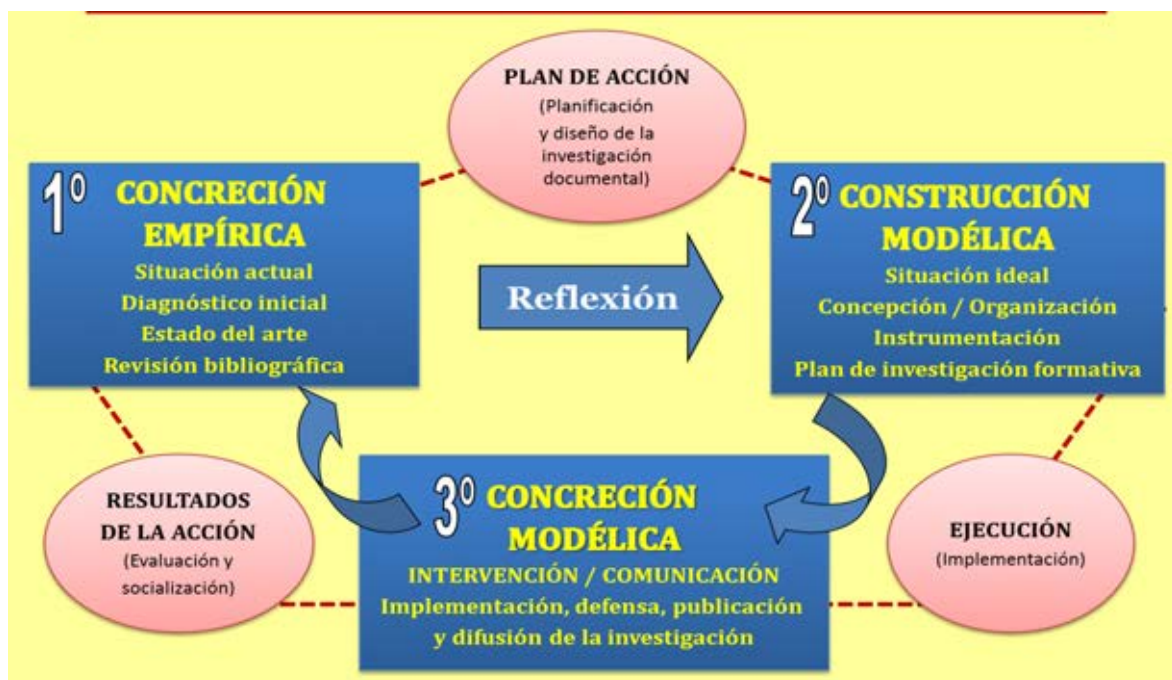 PLAN DE ACCIÓN
(Planificación
y diseño de la
investigación
documental)
1º CONCRECIÓN
EMPÍRICA
Situación actual
Diagnóstico inicial
Estado del arte
Revisión bibliográfica
Reflexión
2º CONSTRUCCIÓN
MODÉLICA
Situación ideal
Concepción / Organización
Instrumentación
Plan de investigación formativa
RESULTADOS
DE LA ACCIÓN
(Evaluación y
socialización)
3º CONCRECIÓN
MODÉLICA
INTERVENCIÓN / COMUNICACIÓN
Implementación, defensa, publicación
y difusión de la investigación
EJECUCIÓN
(Implementación)